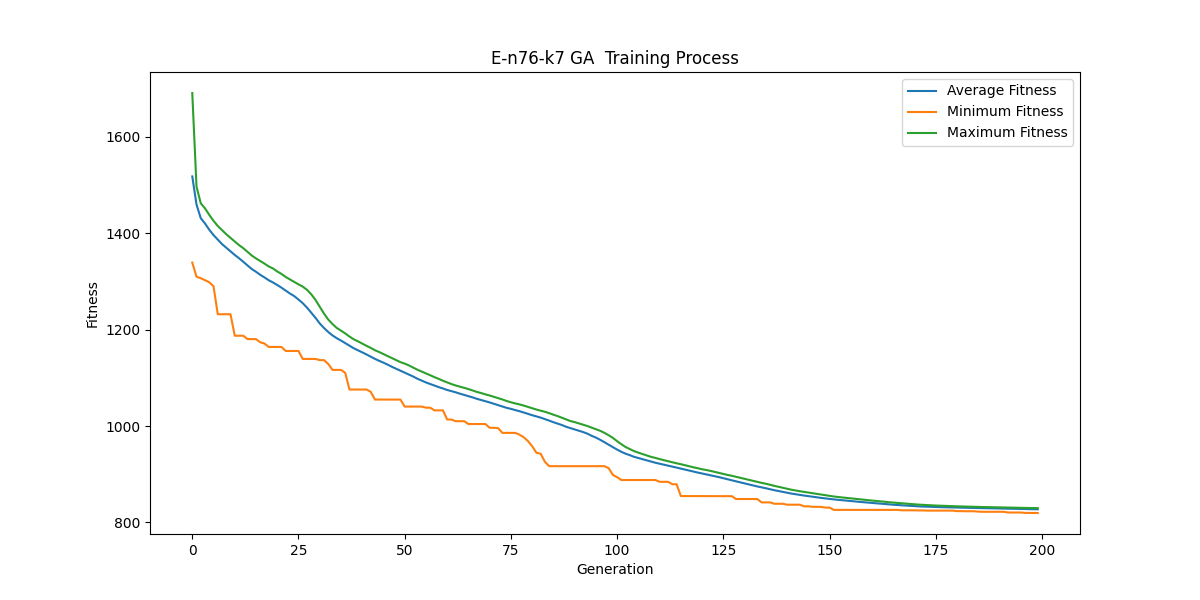 E-n76-k7 GA  Training Process
Average Fitness
Minimum Fitness
Maximum Fitness
Fitness
1600
1400
1200
1000
800
0 25 50 75 100 125 150 175 200
Generation